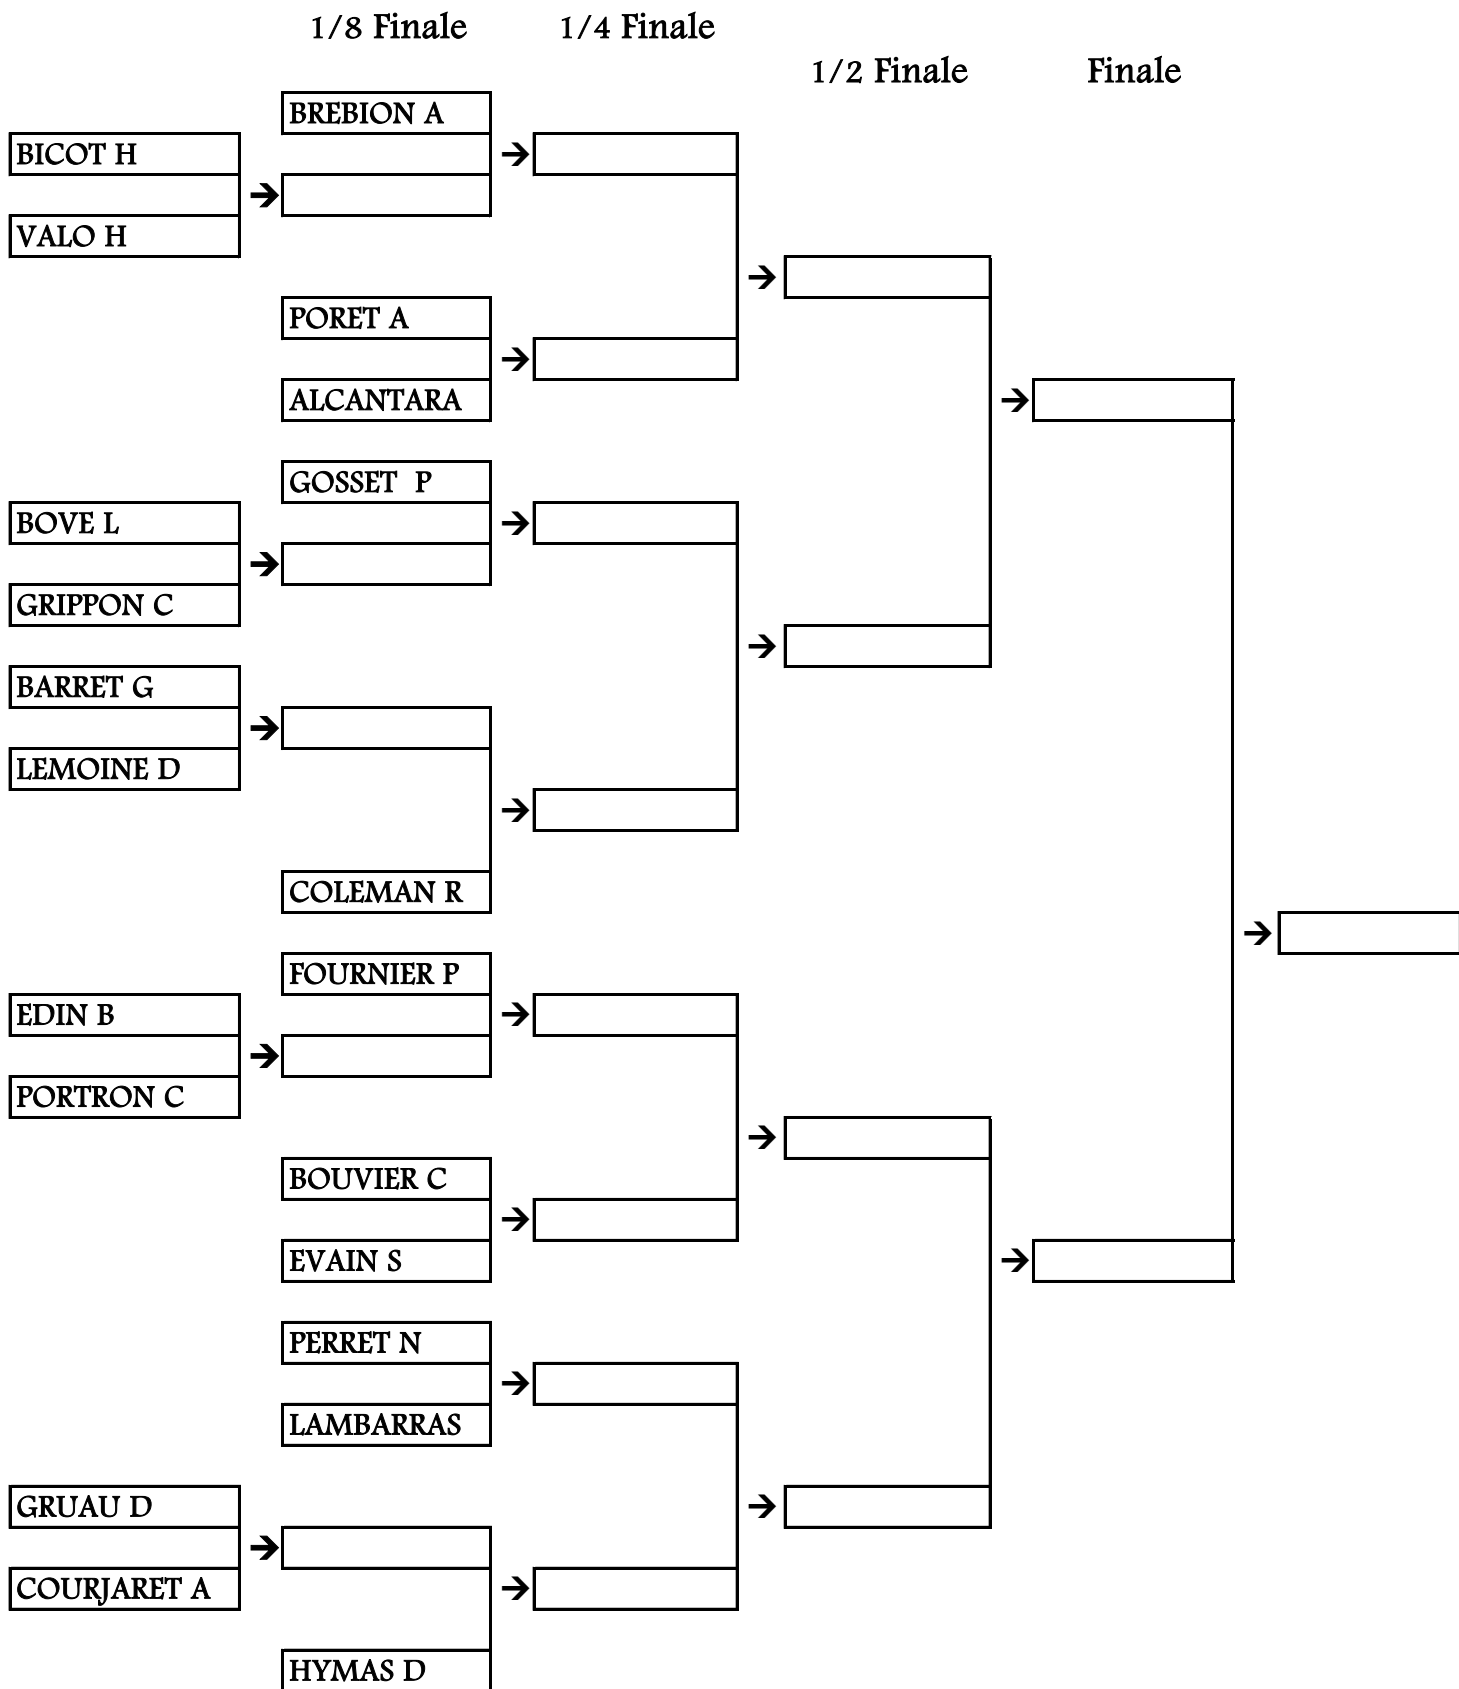 1/8 Finale
1/4 Finale
1/2 Finale
Finale
BREBION A
BICOT H
VALO H
PORET A
ALCANTARA
GOSSET P
BOVE L
GRIPPON C
BARRET G
LEMOINE D
COLEMAN R
FOURNIER P
EDIN B
PORTRON C
BOUVIER C
EVAIN S
PERRET N
LAMBARRAS
GRUAU D
COURJARET A
HYMAS D